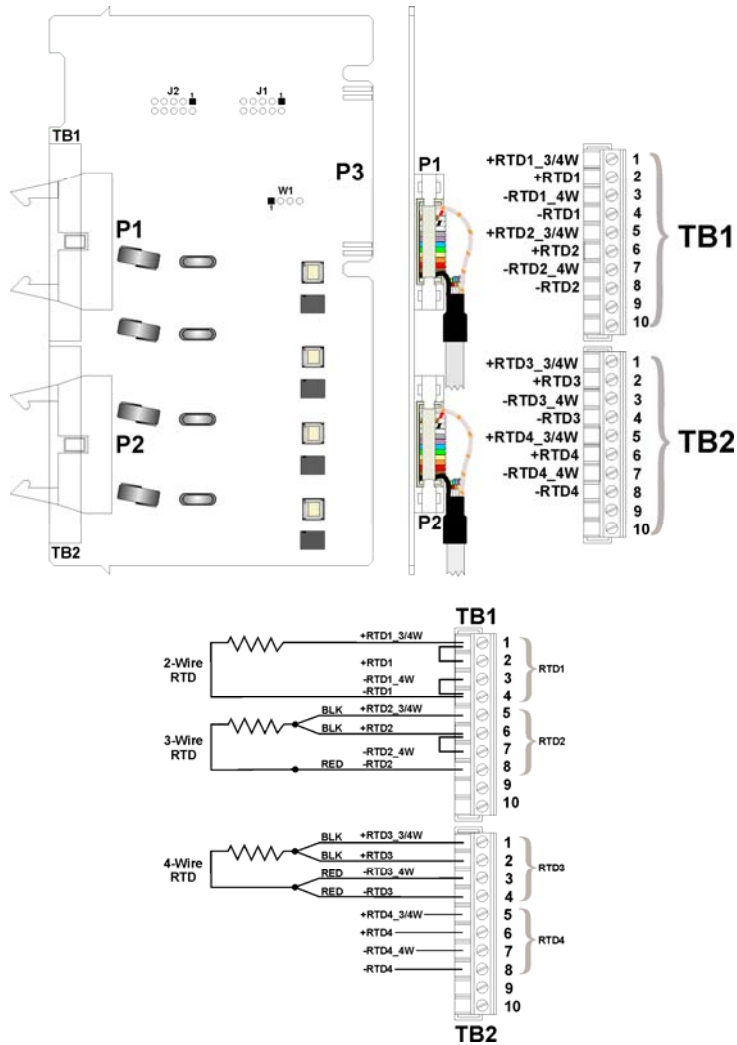 J2
1
J1
1
TB1
P3
W1
1
P1
P2
TB2
P1
P2
+RTD1_3/4W 1
+RTD1 2
-RTD1_4W 3
-RTD1 4
+RTD2_3/4W 5
+RTD2 6
-RTD2_4W 7
-RTD2 8
9
10
TB1
+RTD3_3/4W 1
+RTD3 2
-RTD3_4W 3
-RTD3 4
+RTD4_3/4W 5
+RTD4 6
-RTD4_4W 7
-RTD4 8
9
10
TB2
TB1
2-Wire
RTD
+RTD1_3/4W 1
+RTD1 2
-RTD1_4W 3
-RTD1 4
RTD1
3-Wire
RTD
BLK +RTD2_3/4W 5
BLK +RTD2 6
-RTD2_4W 7
RED -RTD2 8
RTD2
9
10
4-Wire
RTD
BLK +RTD3_3/4W 1
BLK +RTD3 2
RED -RTD3_4W 3
RED -RTD3 4
RTD3
+RTD4_3/4W 5
+RTD4 6
-RTD4_4W 7
-RTD4 8
RTD4
9
10
TB2